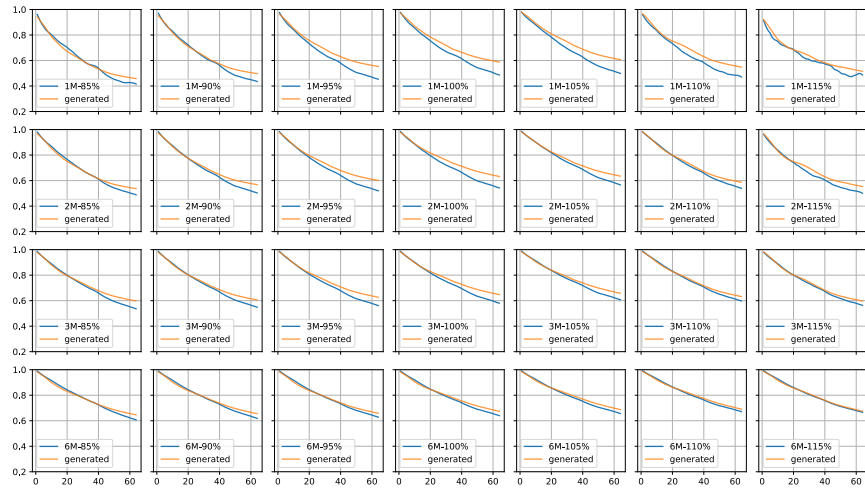 1.0
0.8
0.6
0.4
0.2
1M-85%
generated
1M-90%
generated
1M-95%
generated
1M-100%
generated
1M-105%
generated
1M-110%
generated
1M-115%
generated
1.0
0.8
0.6
0.4
0.2
2M-85%
generated
2M-90%
generated
2M-95%
generated
2M-100%
generated
2M-105%
generated
2M-110%
generated
2M-115%
generated
1.0
0.8
0.6
0.4
0.2
3M-85%
generated
3M-90%
generated
3M-95%
generated
3M-100%
generated
3M-105%
generated
3M-110%
generated
3M-115%
generated
1.0
0.8
0.6
0.4
0.2
6M-85%
generated
6M-90%
generated
6M-95%
generated
6M-100%
generated
6M-105%
generated
6M-110%
generated
6M-115%
generated
0 20 40 60 0 20 40 60 0 20 40 60 0 20 40 60 0 20 40 60 0 20 40 60 0 20 40 60